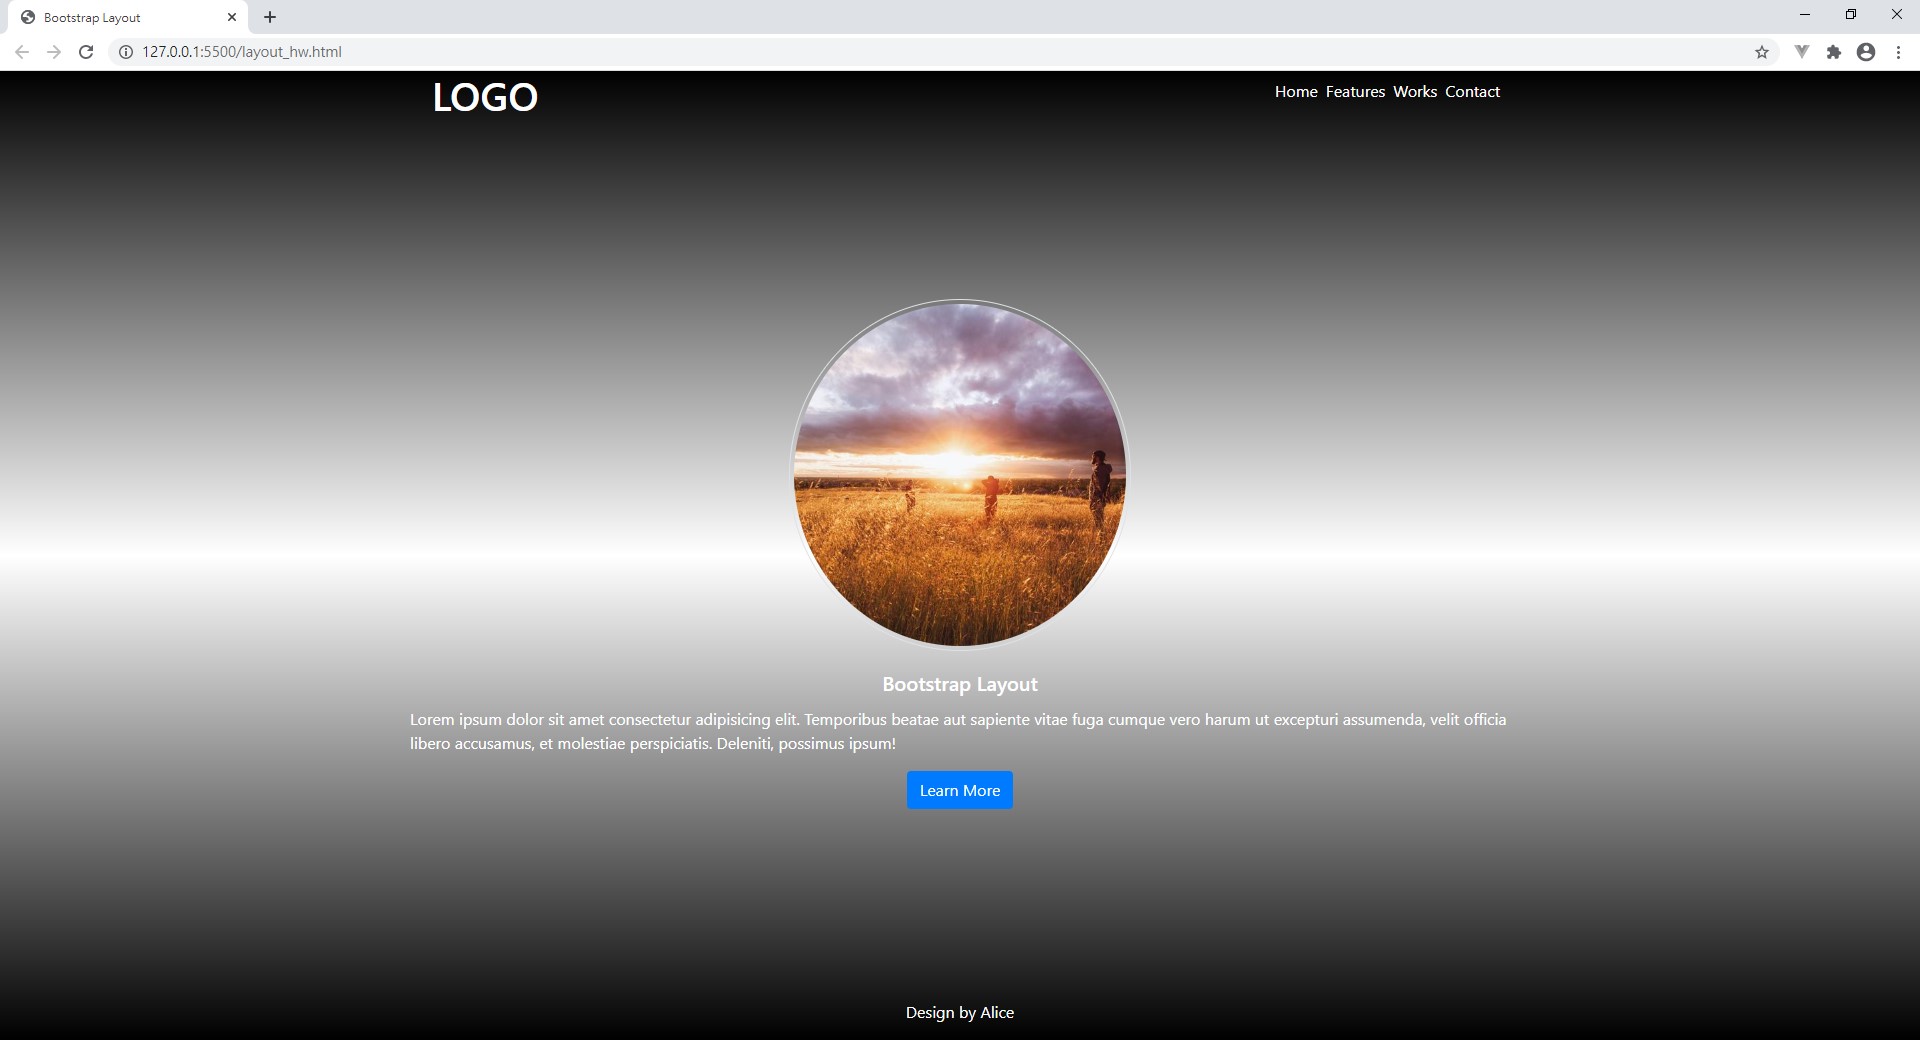 Bootstrap Layout
127.0.0.1:5500/layout_hw.html
LOGO
Home Features Works Contact
Bootstrap Layout
Lorem ipsum dolor sit amet consectetur adipisicing elit. Temporibus beatae aut sapiente vitae fuga cumque vero harum ut excepturi assumenda, velit officia
libero accusamus, et molestiae perspiciatis. Deleniti, possimus ipsum!
Learn More
Design by Alice